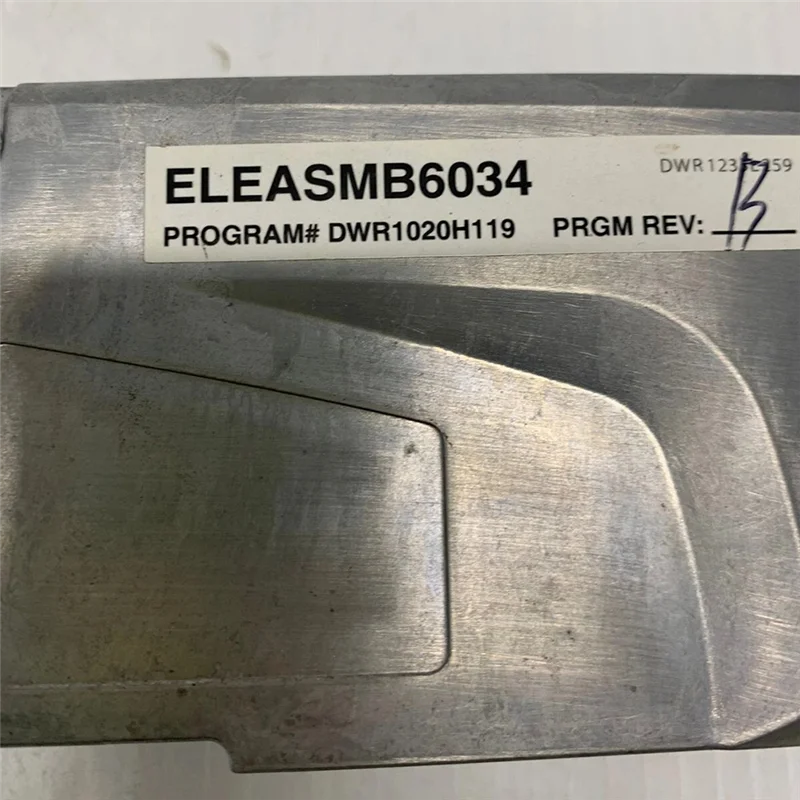 ELEASMB6034
PROGRAM# DWR1020H119 PRGM REV: B